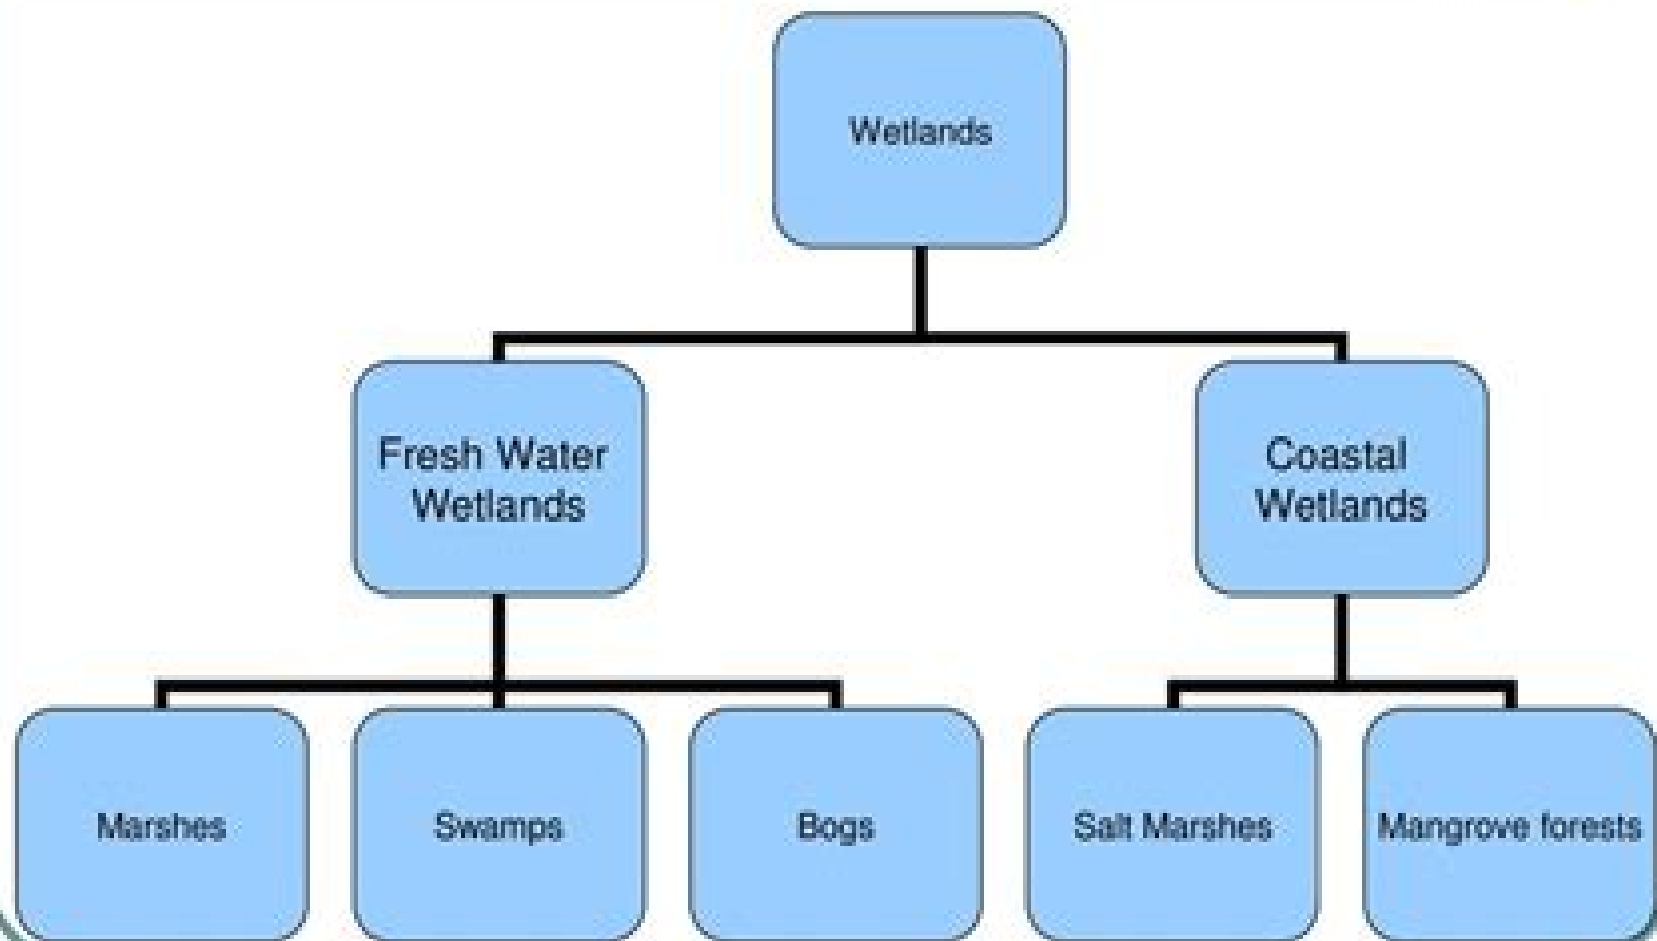 Wetlands
Fresh Water
Wetlands
Coastal
Wetlands
Marshes
Swamps
Bogs
Salt Marshes
Mangrove forests